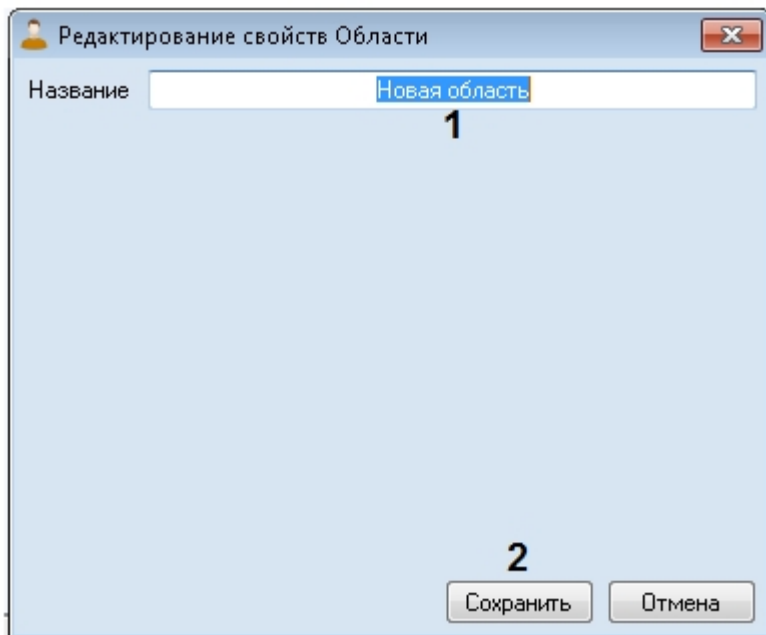 Редактирование свойств Области
Название Новая область
1
2
Сохранить Отмена